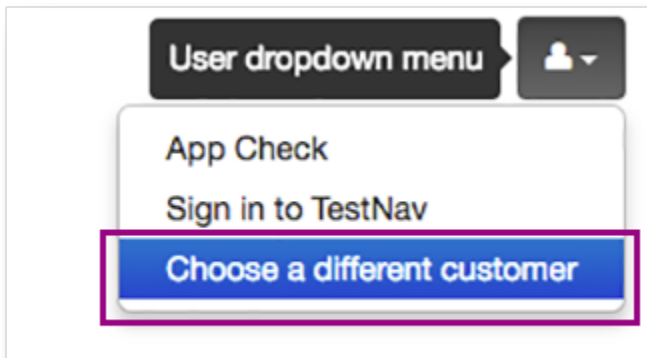 User dropdown menu
App Check
Sign in to TestNav
Choose a different customer